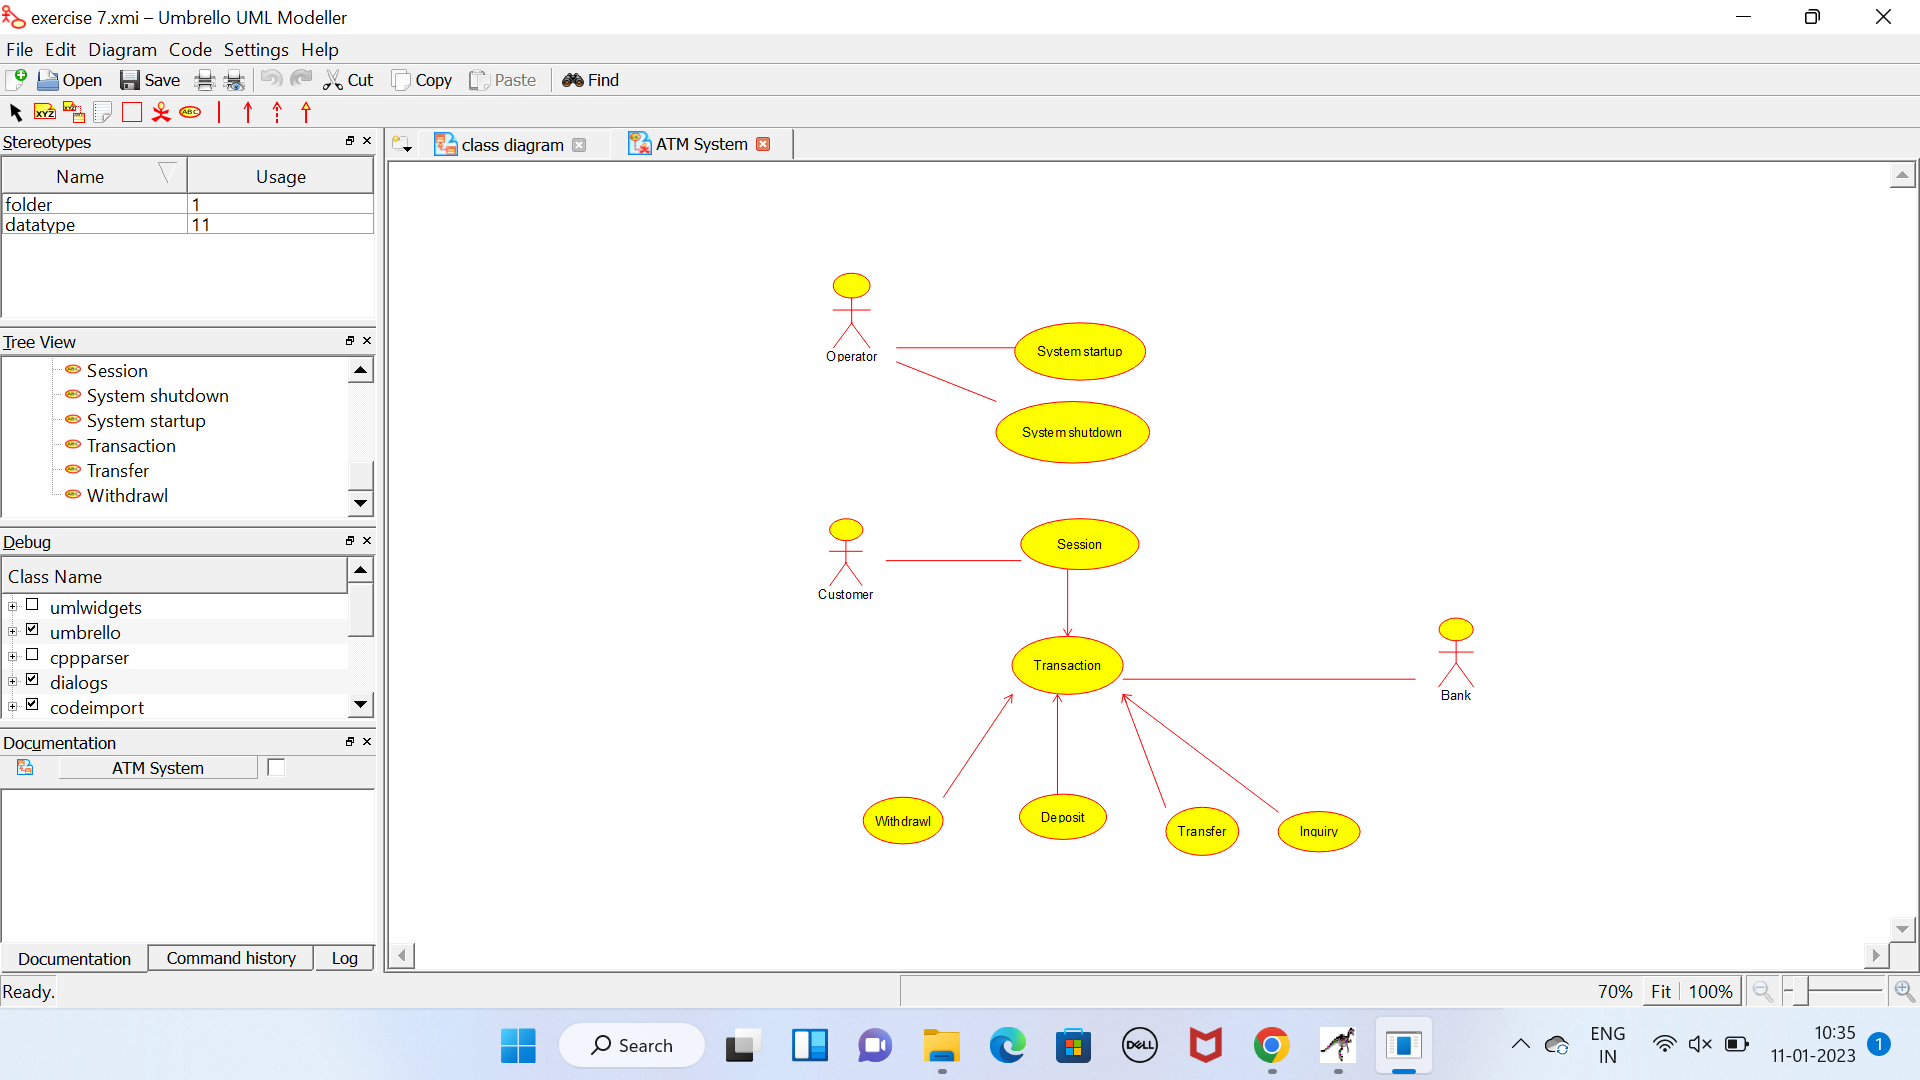 exercise 7.xmi – Umbrello UML Modeller
File Edit Diagram Code Settings Help
Open Save Cut Copy Paste Find
XYZ XYZ ABC
Stereotypes
class diagram ATM System
Name Usage
folder 1
datatype 11
Tree View
Session
System shutdown
System startup
Transaction
Transfer
Withdrawl
Debug
Class Name
umlwidgets
umbrello
cppparser
dialogs
codeimport
Documentation
ATM System
Documentation Command history Log
Operator
System startup
System shutdown
Session
Customer
Transaction
Bank
Withdrawl
Deposit
Transfer
Inquiry
Ready.
70% Fit 100%
Search
DELL
ENG
IN
10:35
11-01-2023
1